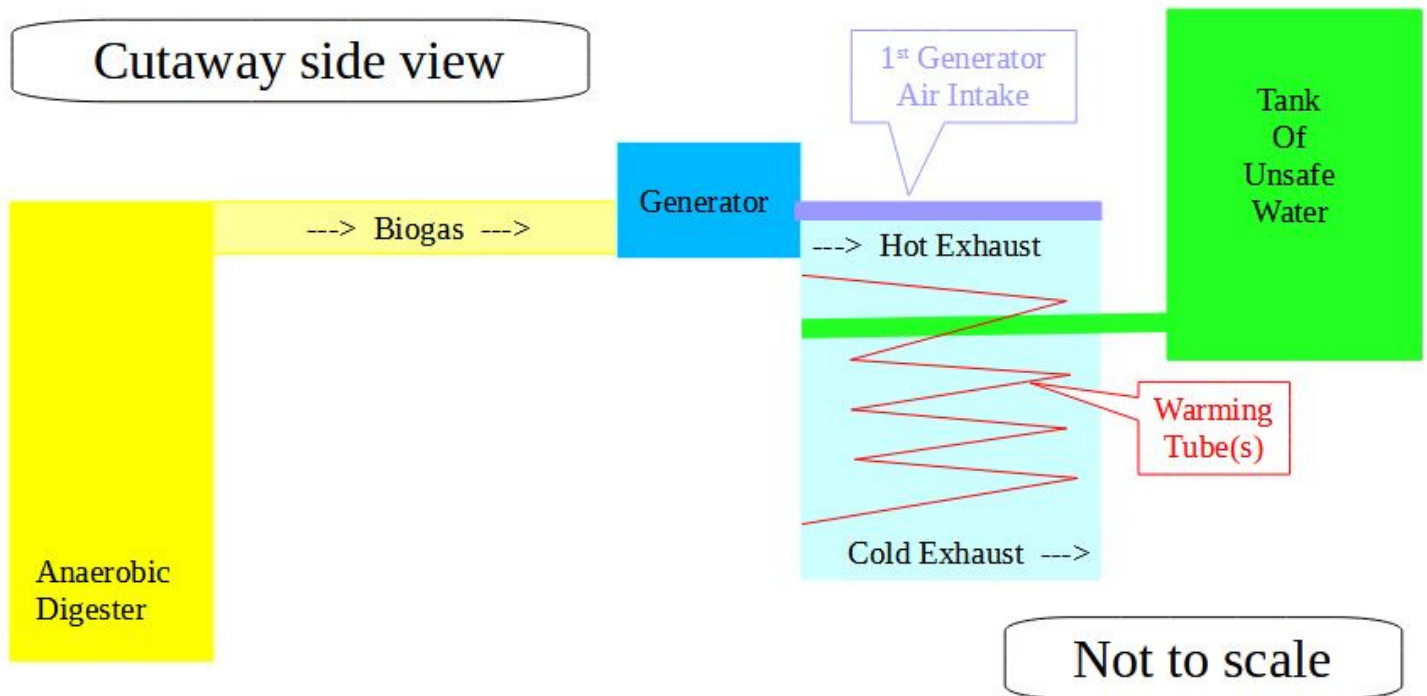 Cutaway side view
1st Generator
Air Intake
Tank
Of
Unsafe
Water
Generator
---> Biogas --->
---> Hot Exhaust
Warming
Tube(s)
Cold Exhaust --->
Anaerobic
Digester
Not to scale